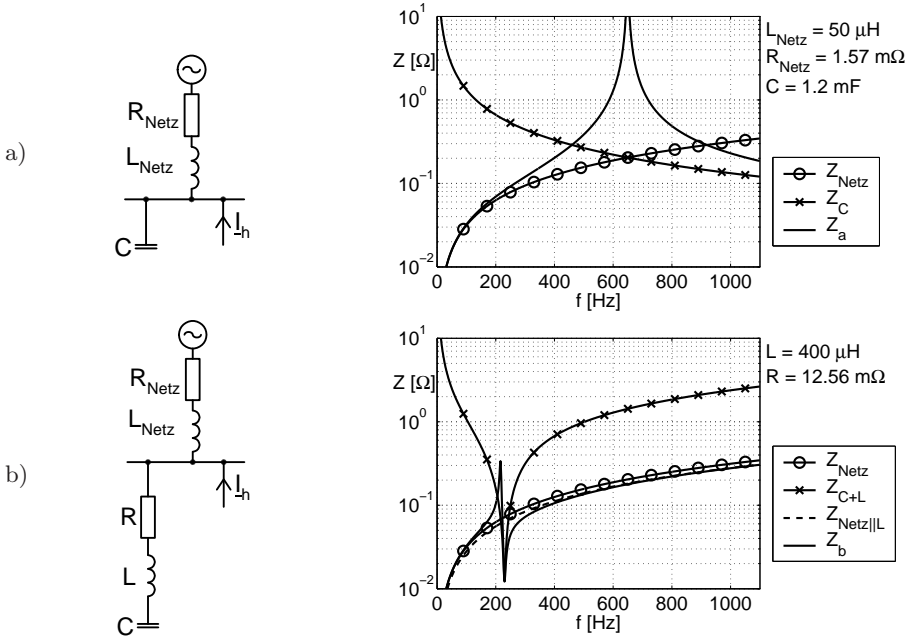 a)
R_Netz
L_Netz
C
I_h
Z [Ω]
10^1
10^0
10^-1
10^-2
0 200 400 600 800 1000
f [Hz]
L_Netz = 50 μH
R_Netz = 1.57 mΩ
C = 1.2 mF
Z_Netz
Z_C
Z_a
b)
R_Netz
L_Netz
I_h
R
L
C
Z [Ω]
10^1
10^0
10^-1
10^-2
0 200 400 600 800 1000
f [Hz]
L = 400 μH
R = 12.56 mΩ
Z_Netz
Z_C+L
Z_Netz||L
Z_b